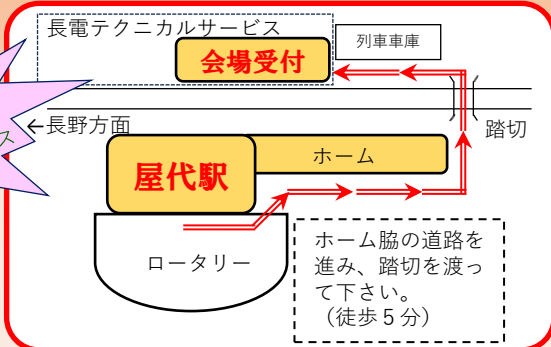 長電テクニカルサービス
列車車庫
会場受付
ス
←長野方面
踏切
ホーム
屋代駅
ロータリー
ホーム脇の道路を
進み、踏切を渡っ
て下さい。
（徒歩５分）